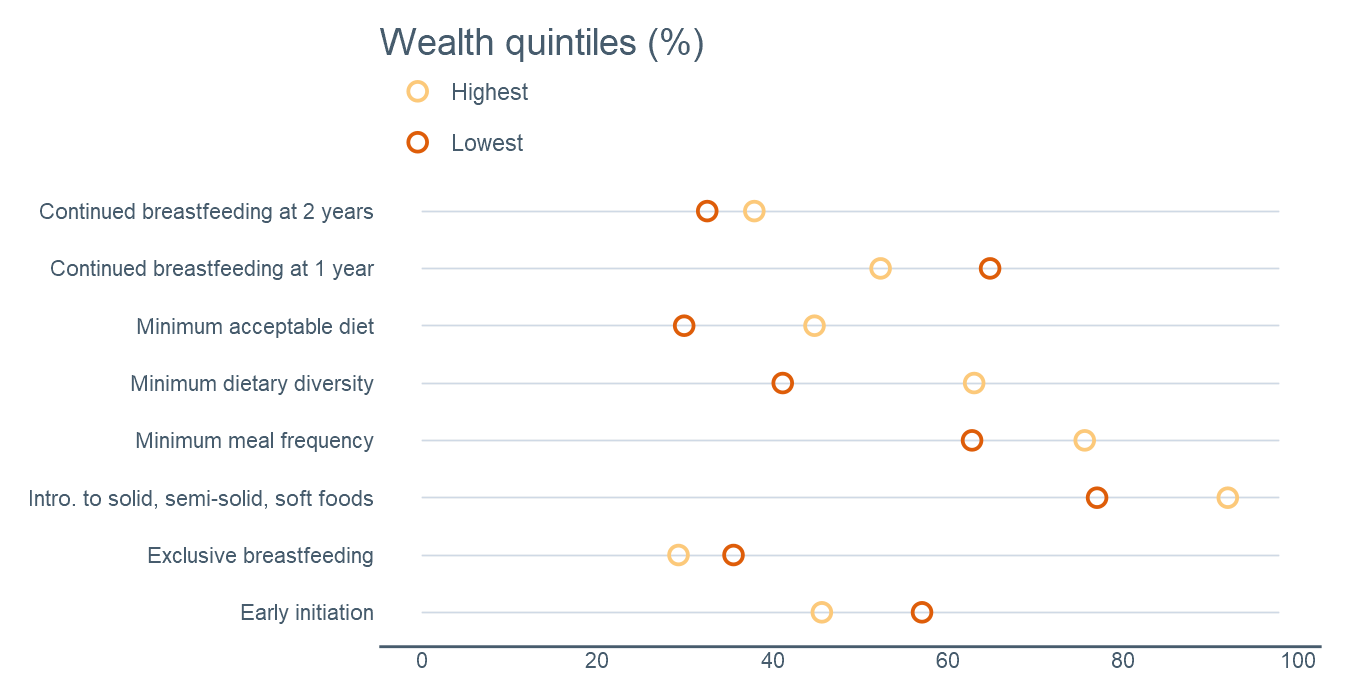 Wealth quintiles (%)
Highest
Lowest
Continued breastfeeding at 2 years
Continued breastfeeding at 1 year
Minimum acceptable diet
Minimum dietary diversity
Minimum meal frequency
Intro. to solid, semi-solid, soft foods
Exclusive breastfeeding
Early initiation
0 20 40 60 80 100